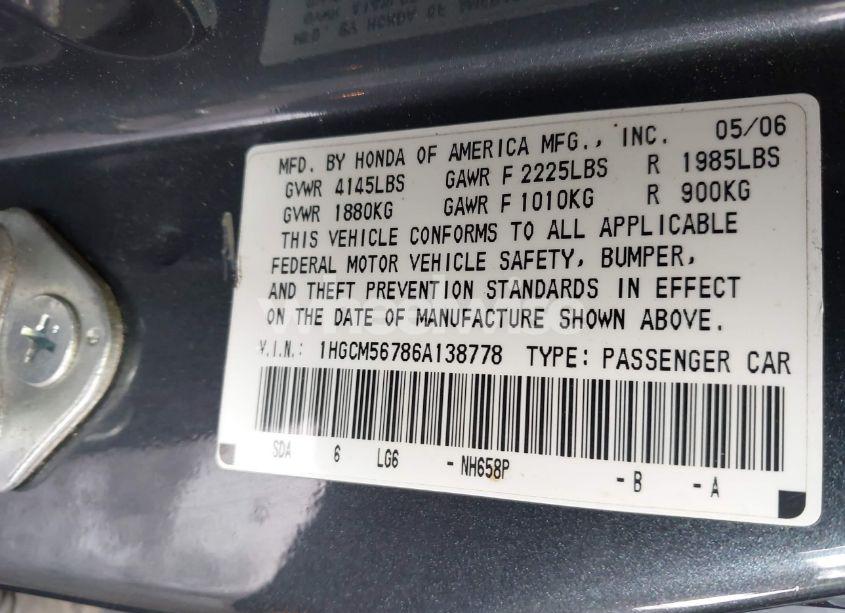 MFD. BY HONDA OF AMERICA MFG., INC. 05/06
GVWR 4145LBS GAWR F 2225LBS R 1985LBS
GVWR 1880KG GAWR F 1010KG R 900KG
THIS VEHICLE CONFORMS TO ALL APPLICABLE
FEDERAL MOTOR VEHICLE SAFETY, BUMPER,
AND THEFT PREVENTION STANDARDS IN EFFECT
ON THE DATE OF MANUFACTURE SHOWN ABOVE.
V.I.N.: 1HGCM56786A138778 TYPE: PASSENGER CAR
SDA 6 LG6 -NH658P -B -A